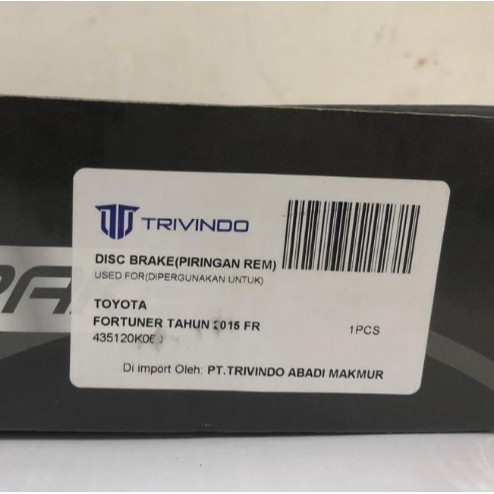 TRIVINDO
DISC BRAKE(PIRINGAN REM)
USED FOR(DIPERGUNAKAN UNTUK)
TOYOTA
FORTUNER TAHUN 2015 FR
1PCS
Di import Oleh: PT.TRIVINDO ABADI MAKMUR